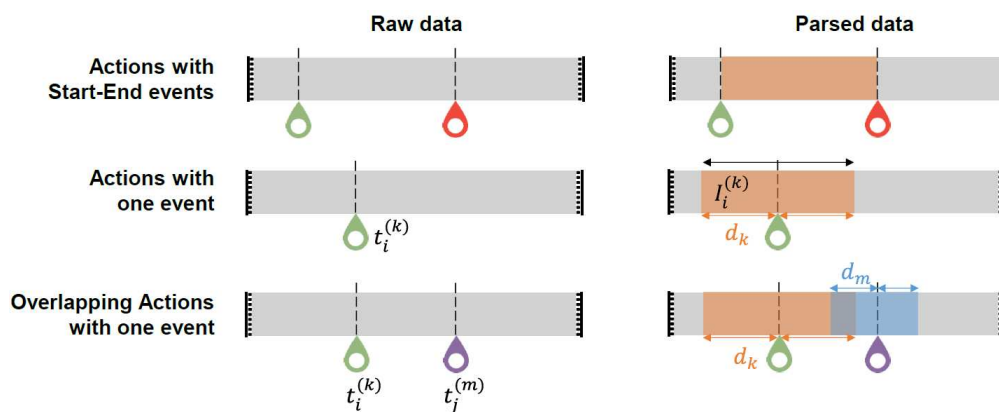 Raw data
Parsed data
Actions with
Start-End events
Actions with
one event
t_i^{(k)}
I_i^{(k)}
d_k
Overlapping Actions
with one event
t_i^{(k)}
t_j^{(m)}
d_m
d_k